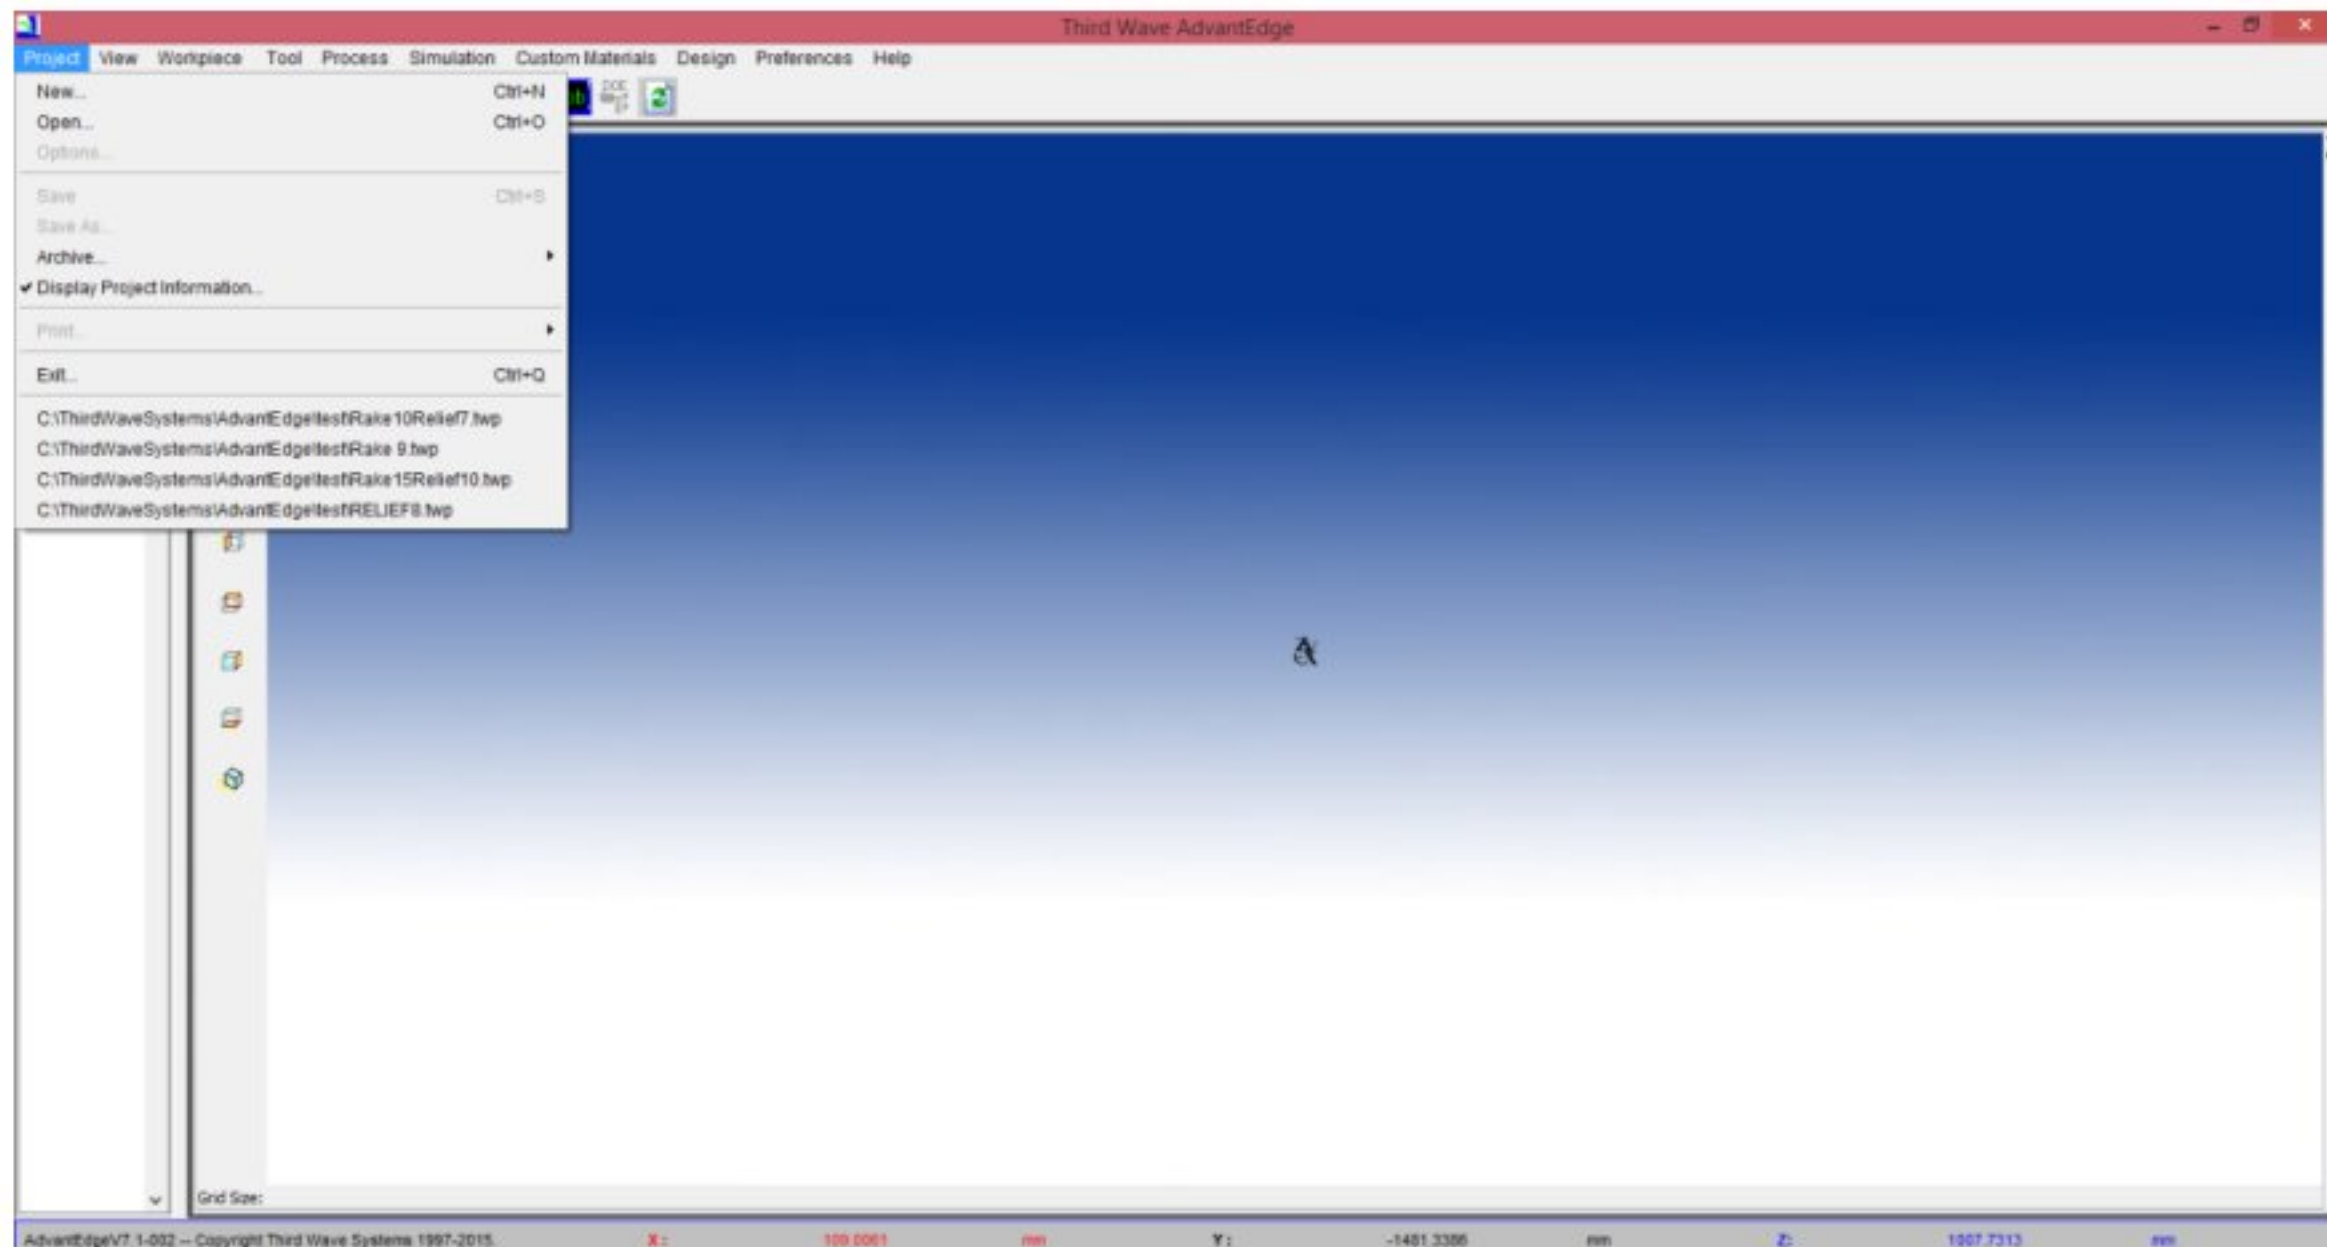 Third Wave AdvantEdge
Project View Workpiece Tool Process Simulation Custom Materials Design Preferences Help
New... Ctrl+N
Open... Ctrl+O
Options...
Save Ctrl+S
Save As...
Archive...
Display Project Information...
Print...
Exit... Ctrl+Q
C:\ThirdWaveSystems\AdvantEdge\test\Rake10Relief7.twp
C:\ThirdWaveSystems\AdvantEdge\test\Rake 9.twp
C:\ThirdWaveSystems\AdvantEdge\test\Rake15Relief10.twp
C:\ThirdWaveSystems\AdvantEdge\test\RELIEF8.twp
Grid Size:
AdvantEdgeV7.1-002 -- Copyright Third Wave Systems 1997-2015. X: mm Y: -1481.3386 mm Z: 1007.7313 mm